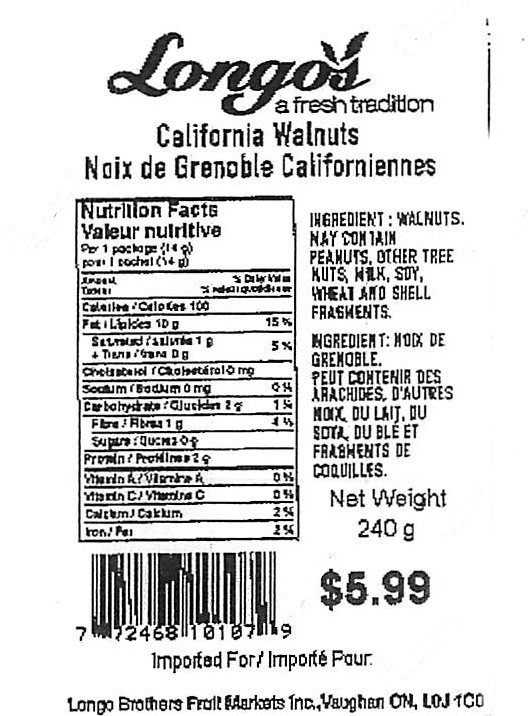 Longo's
a fresh tradition
California Walnuts
Noix de Grenoble Californiennes
Nutrition Facts
Valeur nutritive
Per 1 package (14 g)
pour 1 sachet (14 g)
Amount % Daily Value
Teneur % valeur quotidienne
Calories / Calories 100
Fat / Lipides 10 g 15 %
Saturated / saturés 1 g
+ Trans / trans 0 g 5 %
Cholesterol / Cholestérol 0 mg
Sodium / Sodium 0 mg 0 %
Carbohydrate / Glucides 2 g 1 %
Fibre / Fibres 1 g 4 %
Sugars / Sucres 0 g
Protein / Protéines 2 g
Vitamin A / Vitamine A 0 %
Vitamin C / Vitamine C 0 %
Calcium / Calcium 2 %
Iron / Fer 2 %
INGREDIENT : WALNUTS.
MAY CONTAIN
PEANUTS, OTHER TREE
NUTS, MILK, SOY,
WHEAT AND SHELL
FRAGMENTS.
INGREDIENT: NOIX DE
GRENOBLE.
PEUT CONTENIR DES
ARACHIDES, D'AUTRES
NOIX, DU LAIT, DU
SOYA, DU BLÉ ET
FRAGMENTS DE
COQUILLES.
Net Weight
240 g
$5.99
7 72468 10107 9
Imported For/ Importé Pour:
Longo Brothers Fruit Markets Inc.,Vaughan ON, L0J 1C0